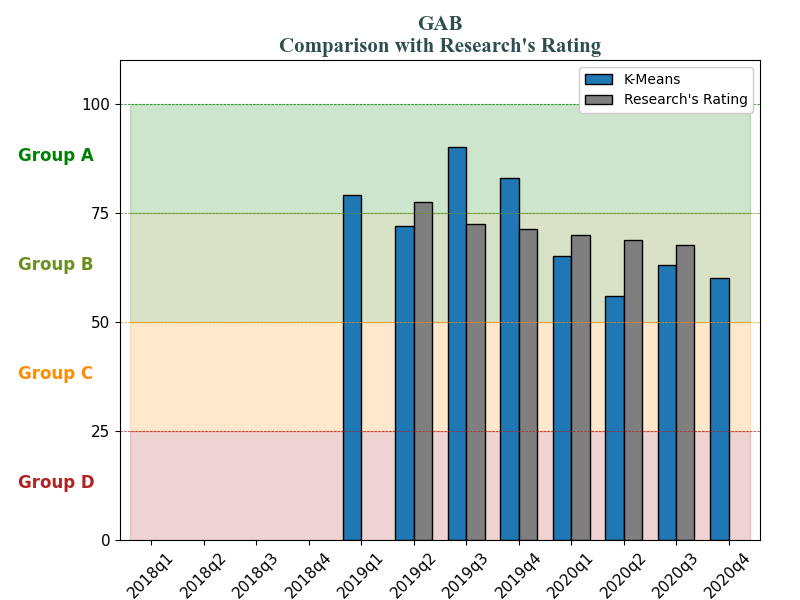 GAB
Comparison with Research's Rating
K-Means
Research's Rating
100
Group A
75
Group B
50
Group C
25
Group D
0
2018q1
2018q2
2018q3
2018q4
2019q1
2019q2
2019q3
2019q4
2020q1
2020q2
2020q3
2020q4